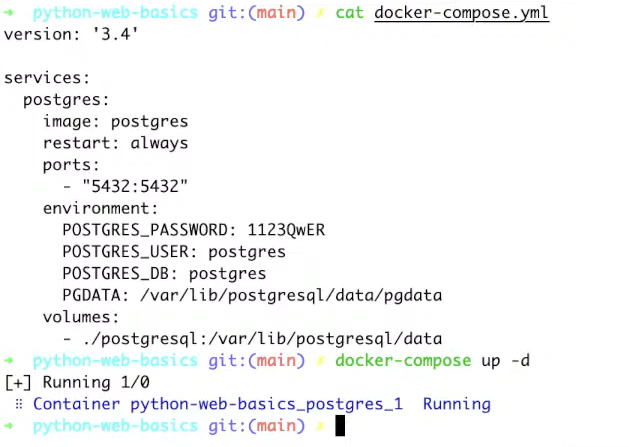 ➜ python-web-basics git:(main) ✗ cat docker-compose.yml
version: '3.4'

services:
  postgres:
    image: postgres
    restart: always
    ports:
      - "5432:5432"
    environment:
      POSTGRES_PASSWORD: 1123QwER
      POSTGRES_USER: postgres
      POSTGRES_DB: postgres
      PGDATA: /var/lib/postgresql/data/pgdata
    volumes:
      - ./postgresql:/var/lib/postgresql/data
➜ python-web-basics git:(main) ✗ docker-compose up -d
[+] Running 1/0
 ⠿ Container python-web-basics_postgres_1  Running
➜ python-web-basics git:(main) ✗